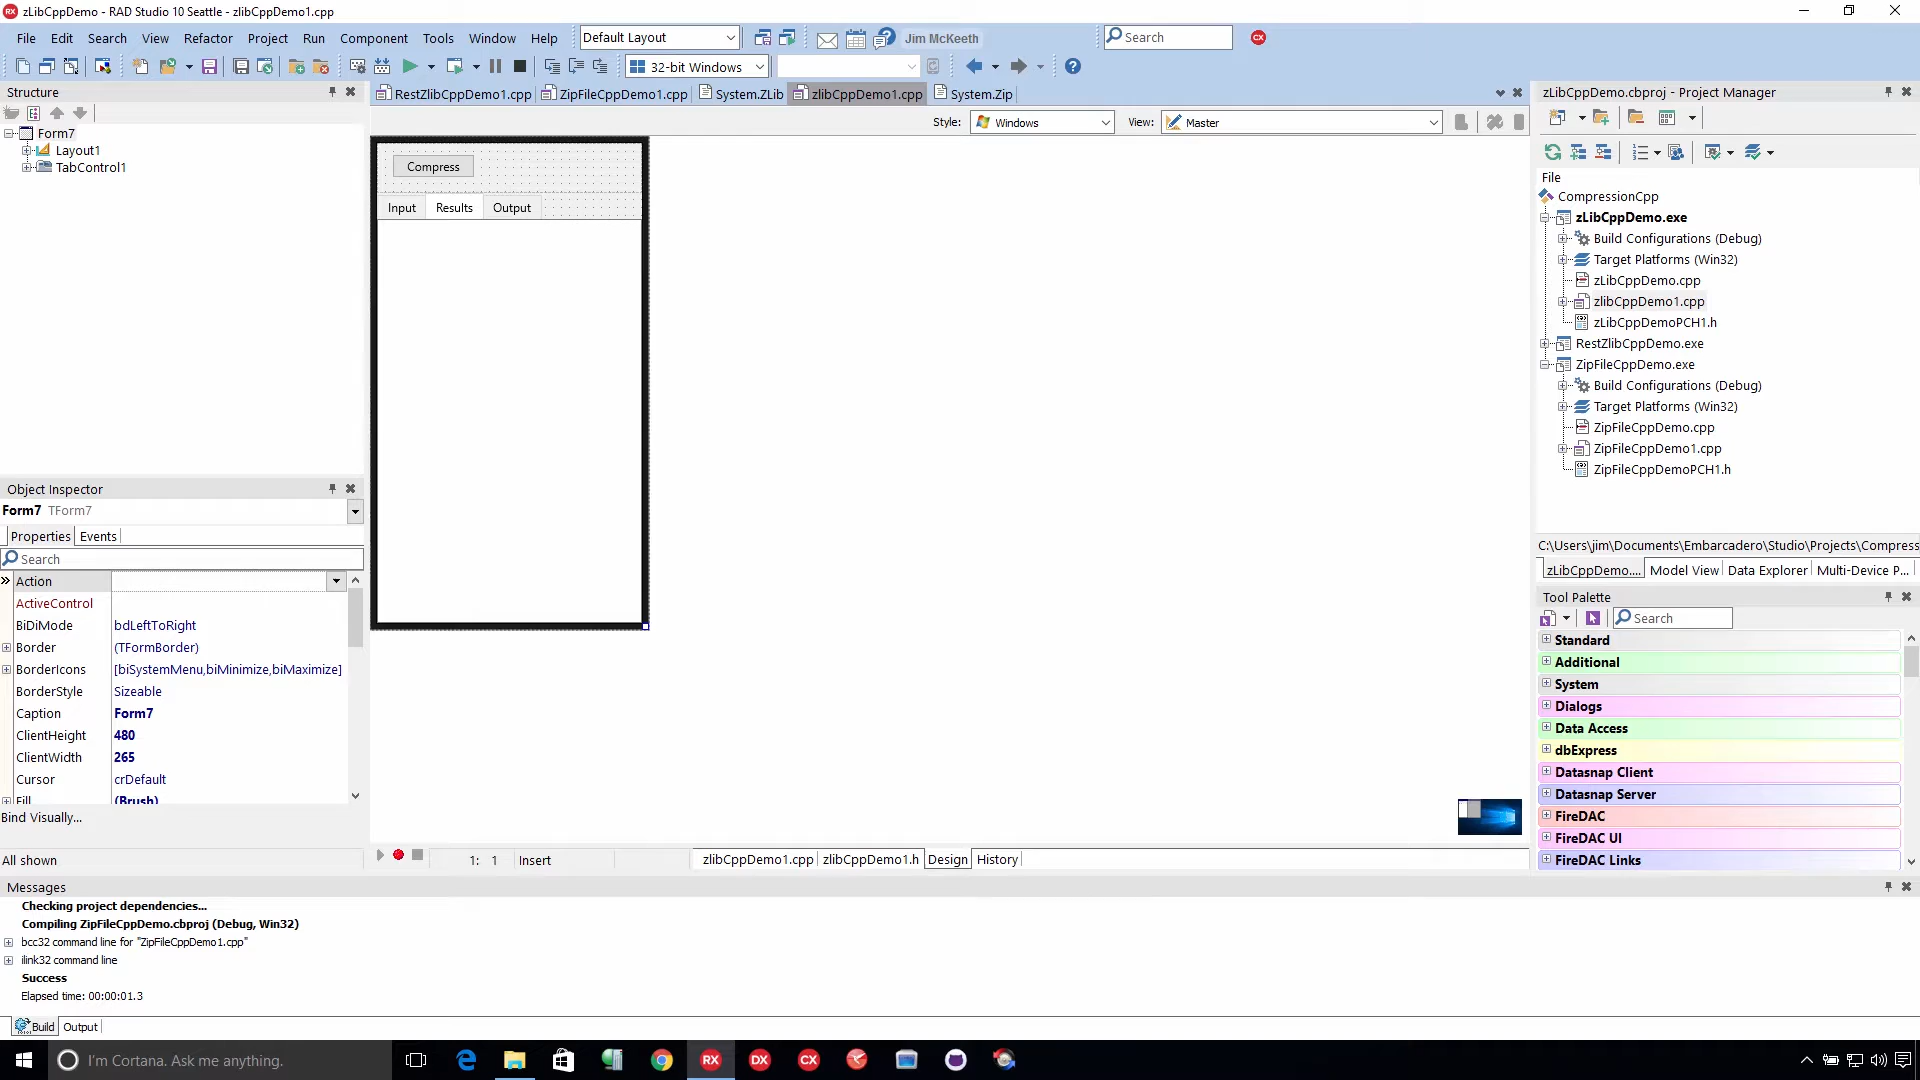 zLibCppDemo - RAD Studio 10 Seattle - zlibCppDemo1.cpp
File Edit Search View Refactor Project Run Component Tools Window Help
Default Layout
Jim McKeeth
Search
CX
32-bit Windows
Structure
Form7
Layout1
TabControl1
RestZlibCppDemo1.cpp ZipFileCppDemo1.cpp System.ZLib zlibCppDemo1.cpp System.Zip
Style: Windows View: Master
Compress
Input Results Output
Object Inspector
Form7 TForm7
Properties Events
Search
Action
ActiveControl
BiDiMode bdLeftToRight
Border (TFormBorder)
BorderIcons [biSystemMenu,biMinimize,biMaximize]
BorderStyle Sizeable
Caption Form7
ClientHeight 480
ClientWidth 265
Cursor crDefault
Fill (Brush)
Bind Visually...
All shown
1: 1 Insert
zlibCppDemo1.cpp zlibCppDemo1.h Design History
zLibCppDemo.cbproj - Project Manager
File
CompressionCpp
zLibCppDemo.exe
Build Configurations (Debug)
Target Platforms (Win32)
zLibCppDemo.cpp
zlibCppDemo1.cpp
zLibCppDemoPCH1.h
RestZlibCppDemo.exe
ZipFileCppDemo.exe
Build Configurations (Debug)
Target Platforms (Win32)
ZipFileCppDemo.cpp
ZipFileCppDemo1.cpp
ZipFileCppDemoPCH1.h
C:\Users\jim\Documents\Embarcadero\Studio\Projects\Compress
zLibCppDemo.... Model View Data Explorer Multi-Device P...
Tool Palette
Search
Standard
Additional
System
Dialogs
Data Access
dbExpress
Datasnap Client
Datasnap Server
FireDAC
FireDAC UI
FireDAC Links
Messages
Checking project dependencies...
Compiling ZipFileCppDemo.cbproj (Debug, Win32)
bcc32 command line for "ZipFileCppDemo1.cpp"
ilink32 command line
Success
Elapsed time: 00:00:01.3
Build Output
I'm Cortana. Ask me anything.
RX DX CX